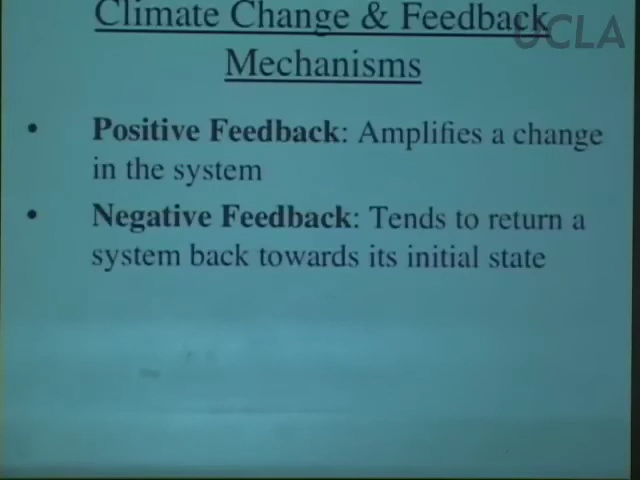 Climate Change & Feedback
UCLA
Mechanisms
• Positive Feedback: Amplifies a change
in the system
• Negative Feedback: Tends to return a
system back towards its initial state